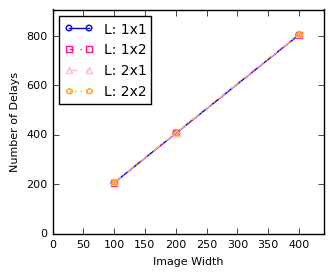 800
600
400
200
0
Number of Delays
L: 1x1
L: 1x2
L: 2x1
L: 2x2
0 50 100 150 200 250 300 350 400
Image Width